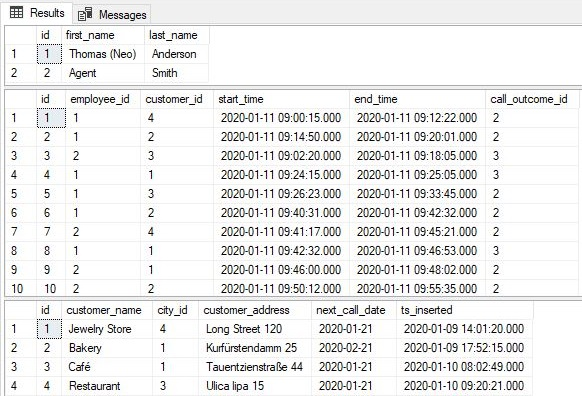 Results Messages
id first_name last_name
1 1 Thomas (Neo) Anderson
2 2 Agent Smith
id employee_id customer_id start_time end_time call_outcome_id
1 1 1 4 2020-01-11 09:00:15.000 2020-01-11 09:12:22.000 2
2 2 1 2 2020-01-11 09:14:50.000 2020-01-11 09:20:01.000 2
3 3 2 3 2020-01-11 09:02:20.000 2020-01-11 09:18:05.000 3
4 4 1 1 2020-01-11 09:24:15.000 2020-01-11 09:25:05.000 3
5 5 1 3 2020-01-11 09:26:23.000 2020-01-11 09:33:45.000 2
6 6 1 2 2020-01-11 09:40:31.000 2020-01-11 09:42:32.000 2
7 7 2 4 2020-01-11 09:41:17.000 2020-01-11 09:45:21.000 2
8 8 1 1 2020-01-11 09:42:32.000 2020-01-11 09:46:53.000 3
9 9 2 1 2020-01-11 09:46:00.000 2020-01-11 09:48:02.000 2
10 10 2 2 2020-01-11 09:50:12.000 2020-01-11 09:55:35.000 2
id customer_name city_id customer_address next_call_date ts_inserted
1 1 Jewelry Store 4 Long Street 120 2020-01-21 2020-01-09 14:01:20.000
2 2 Bakery 1 Kurfürstendamm 25 2020-02-21 2020-01-09 17:52:15.000
3 3 Café 1 Tauentzienstraße 44 2020-01-21 2020-01-10 08:02:49.000
4 4 Restaurant 3 Ulica lipa 15 2020-01-21 2020-01-10 09:20:21.000